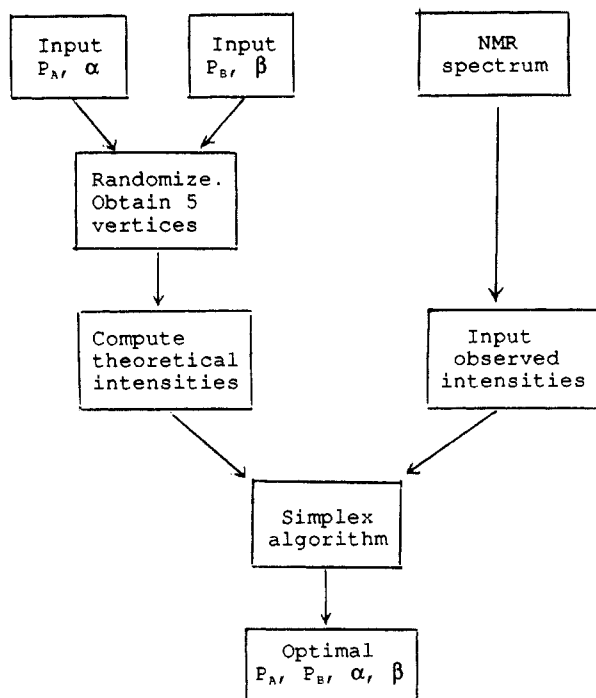 Input
P_A, α
Input
P_B, β
NMR
spectrum
Randomize.
Obtain 5
vertices
Compute
theoretical
intensities
Input
observed
intensities
Simplex
algorithm
Optimal
P_A, P_B, α, β